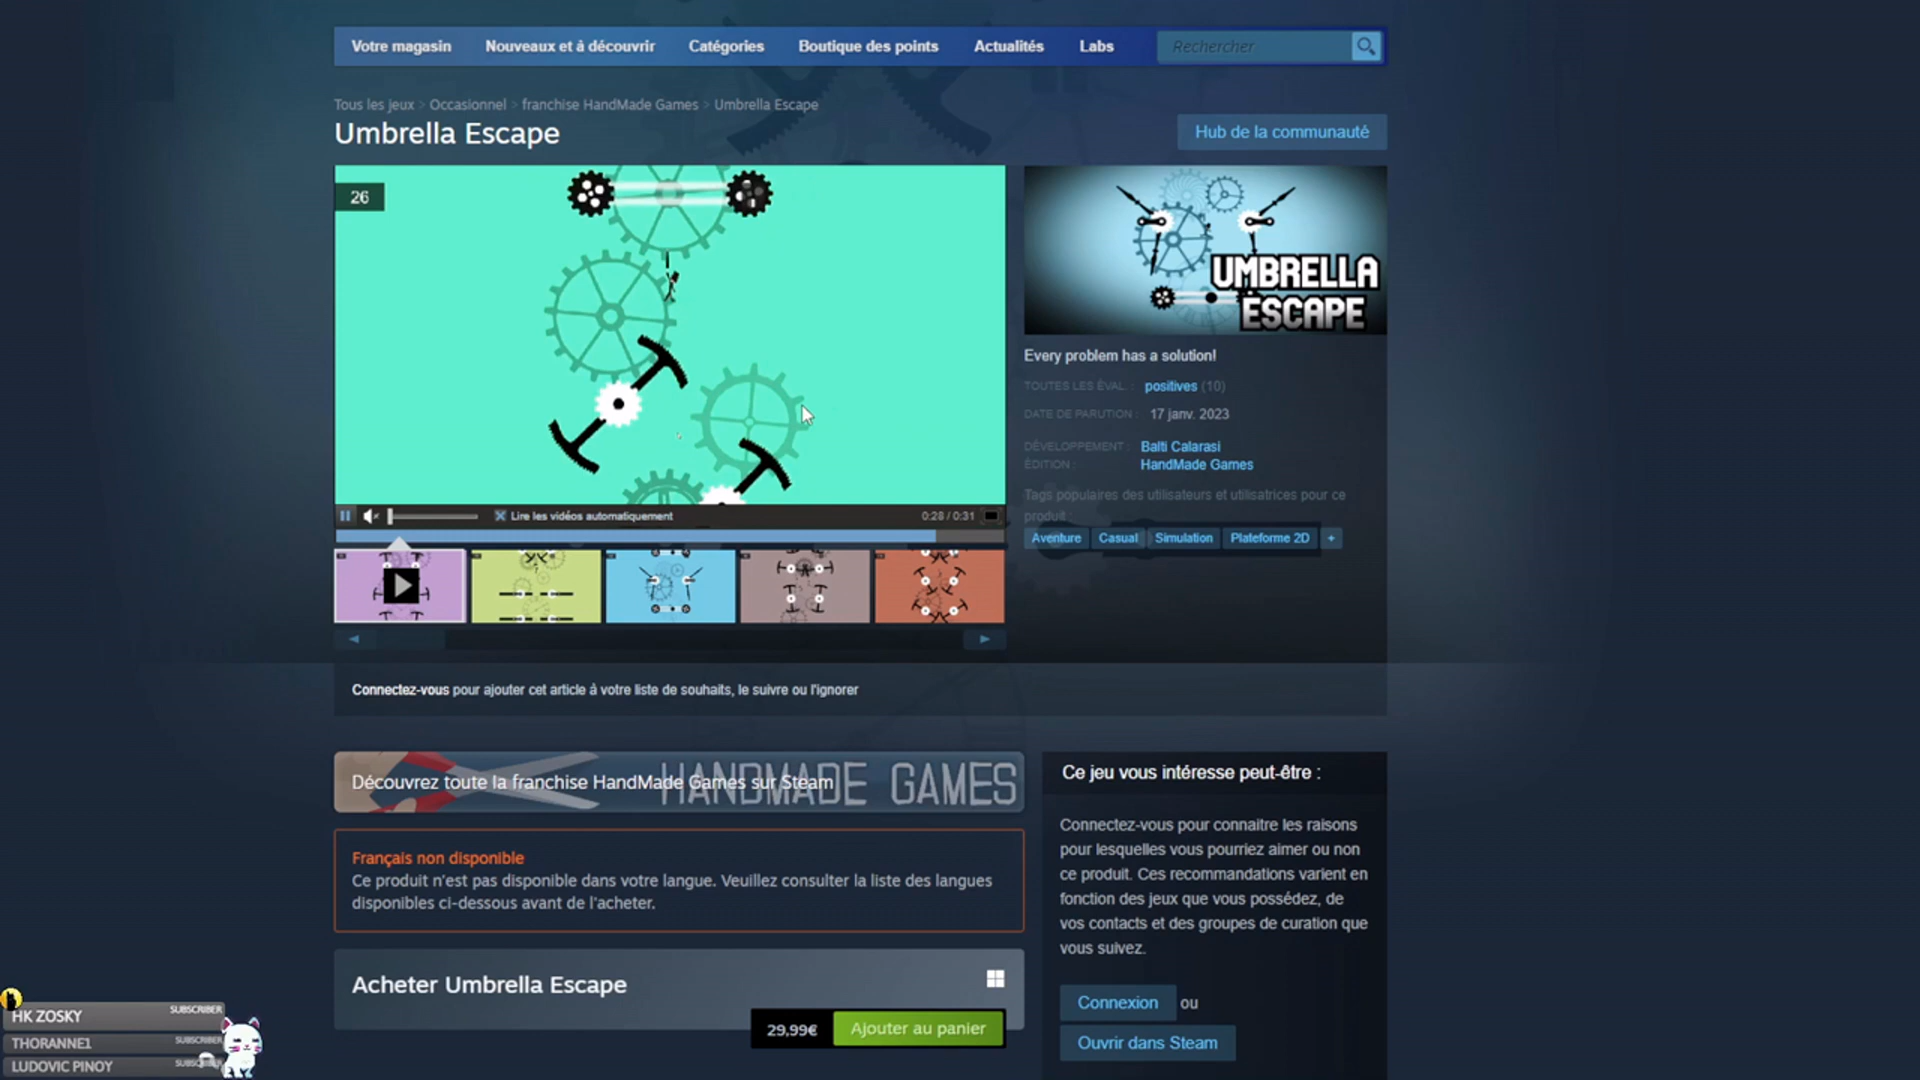 Votre magasin
Nouveaux et à découvrir
Catégories
Boutique des points
Actualités
Labs
Rechercher
Tous les jeux > Occasionnel > franchise HandMade Games > Umbrella Escape
Umbrella Escape
Hub de la communauté
26
UMBRELLA
ESCAPE
Every problem has a solution!
TOUTES LES ÉVAL. : positives (10)
DATE DE PARUTION : 17 janv. 2023
DÉVELOPPEMENT : Balti Calarasi
ÉDITION : HandMade Games
Tags populaires des utilisateurs et utilisatrices pour ce
produit :
Aventure
Casual
Simulation
Plateforme 2D
+
Lire les vidéos automatiquement
0:28 / 0:31
Connectez-vous pour ajouter cet article à votre liste de souhaits, le suivre ou l'ignorer
Découvrez toute la franchise HandMade Games sur Steam
HANDMADE GAMES
Français non disponible
Ce produit n'est pas disponible dans votre langue. Veuillez consulter la liste des langues
disponibles ci-dessous avant de l'acheter.
Acheter Umbrella Escape
29,99€
Ajouter au panier
Ce jeu vous intéresse peut-être :
Connectez-vous pour connaitre les raisons
pour lesquelles vous pourriez aimer ou non
ce produit. Ces recommandations varient en
fonction des jeux que vous possédez, de
vos contacts et des groupes de curation que
vous suivez.
Connexion ou
Ouvrir dans Steam
HK ZOSKY SUBSCRIBER
THORANNE1 SUBSCRIBER
LUDOVIC PINOY